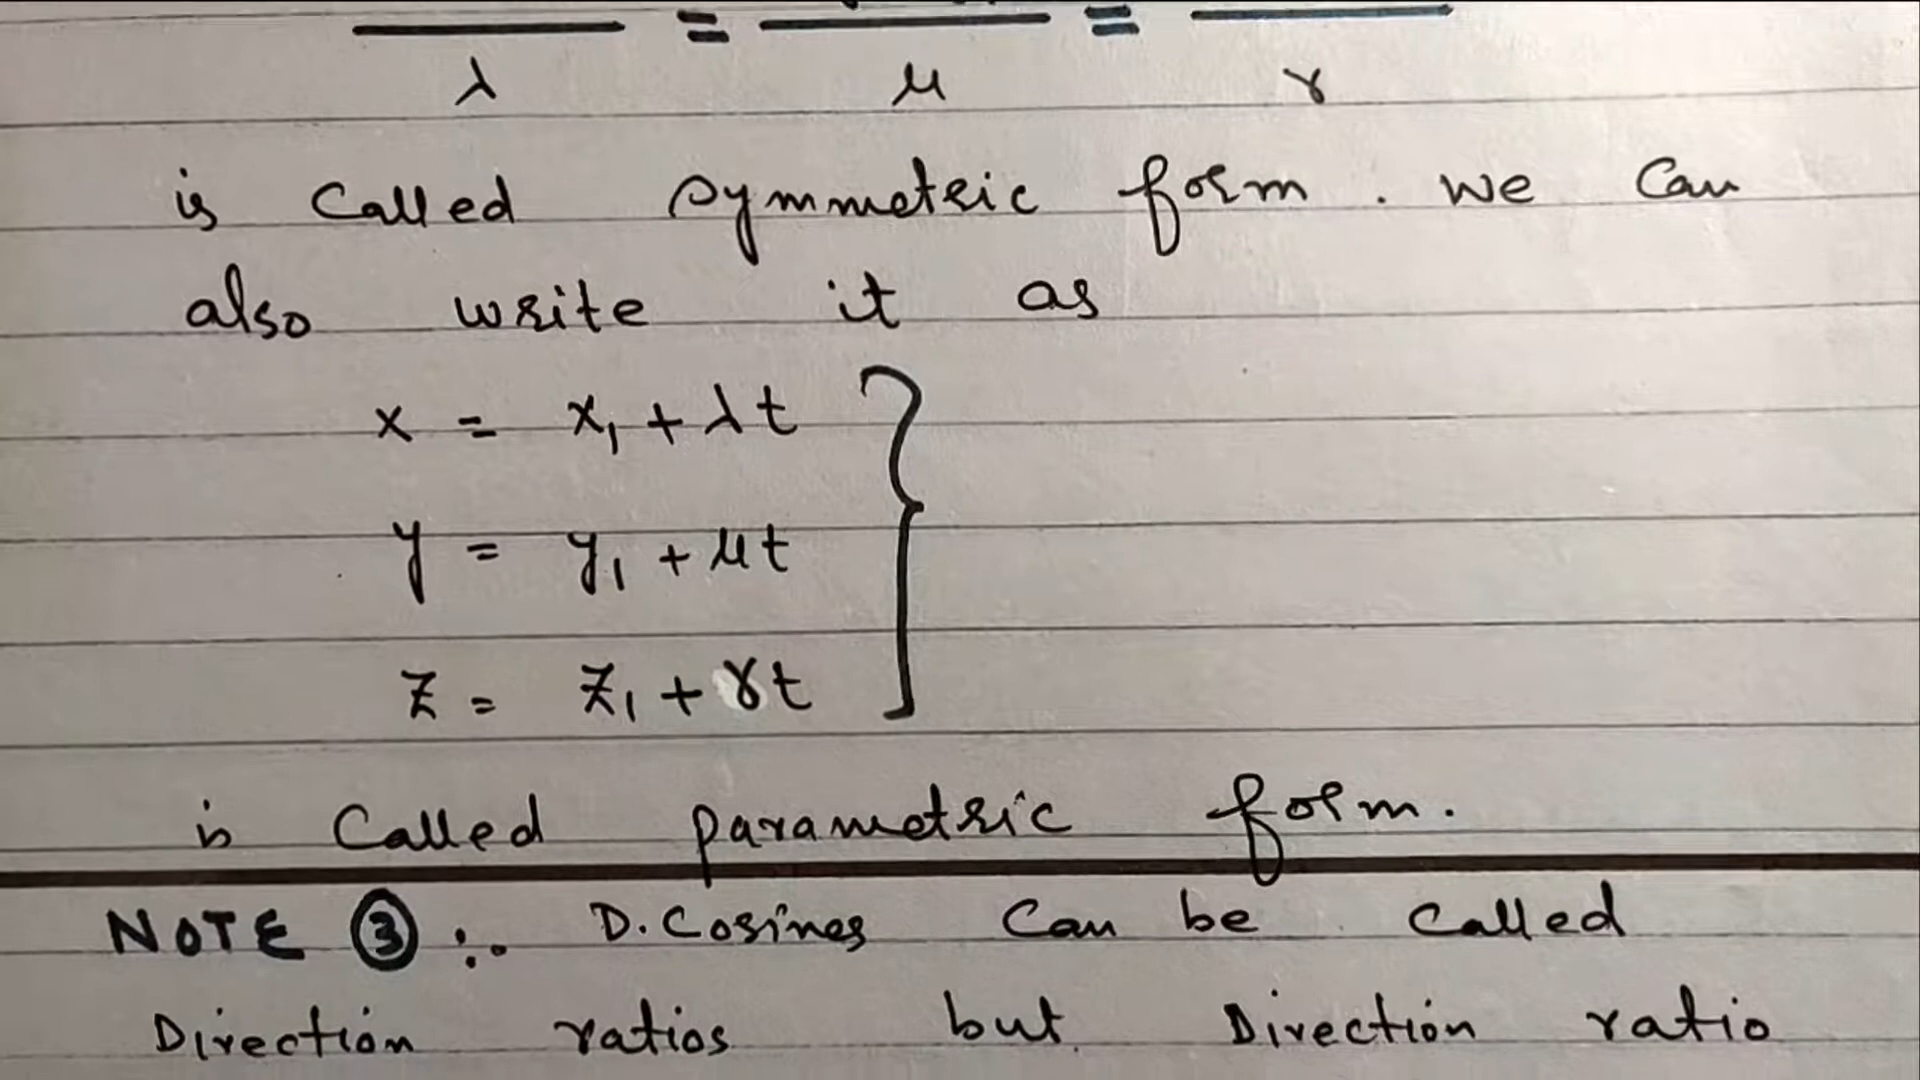 = =
λ μ γ
is called symmetric form. we can
also write it as
x = x₁ + λt
y = y₁ + μt
z = z₁ + γt
is called parametric form.
NOTE ③ :. D. Cosines can be called
Direction ratios but Direction ratio